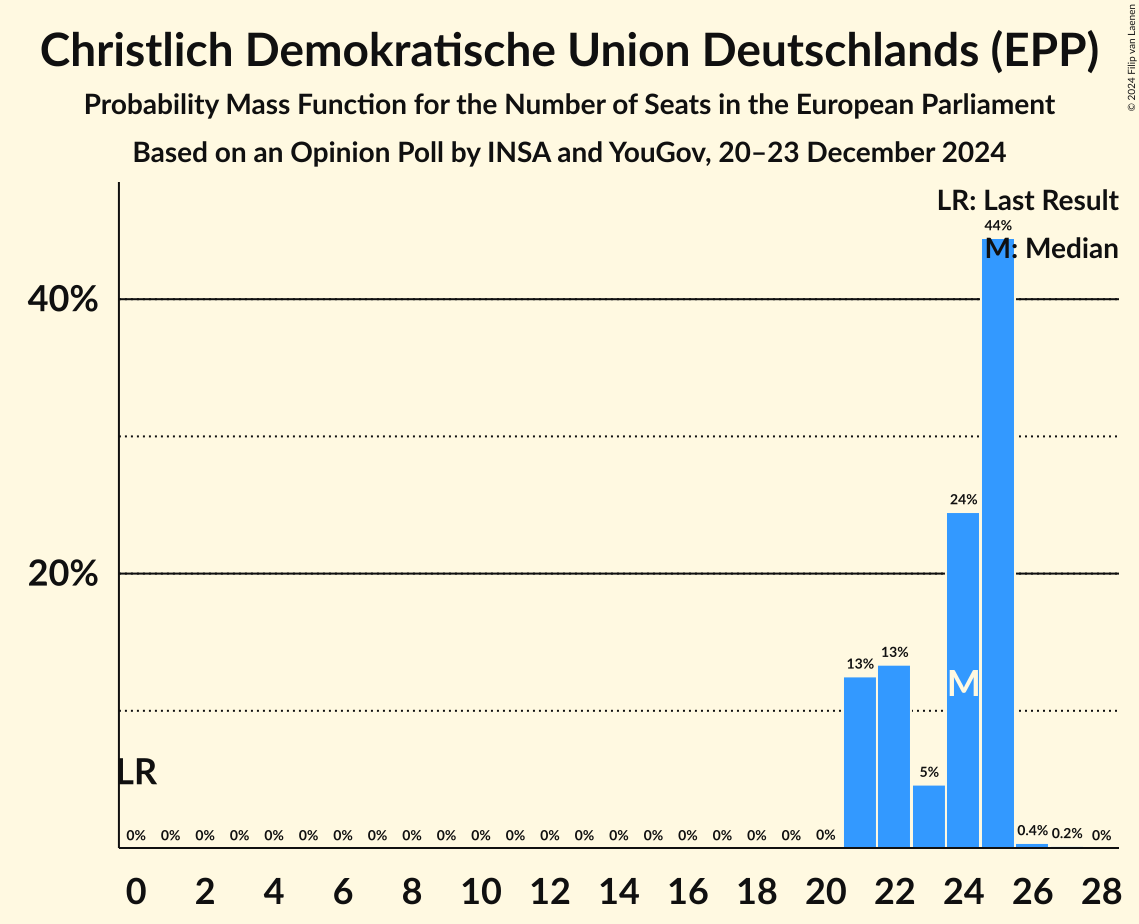 Christlich Demokratische Union Deutschlands (EPP)
Probability Mass Function for the Number of Seats in the European Parliament
Based on an Opinion Poll by INSA and YouGov, 20–23 December 2024
© 2024 Filip van Laenen
LR: Last Result
M: Median
40%
20%
44%
24%
13%
13%
5%
M
LR
0% 0% 0% 0% 0% 0% 0% 0% 0% 0% 0% 0% 0% 0% 0% 0% 0% 0% 0% 0% 0% 0.4% 0.2% 0%
0 2 4 6 8 10 12 14 16 18 20 22 24 26 28